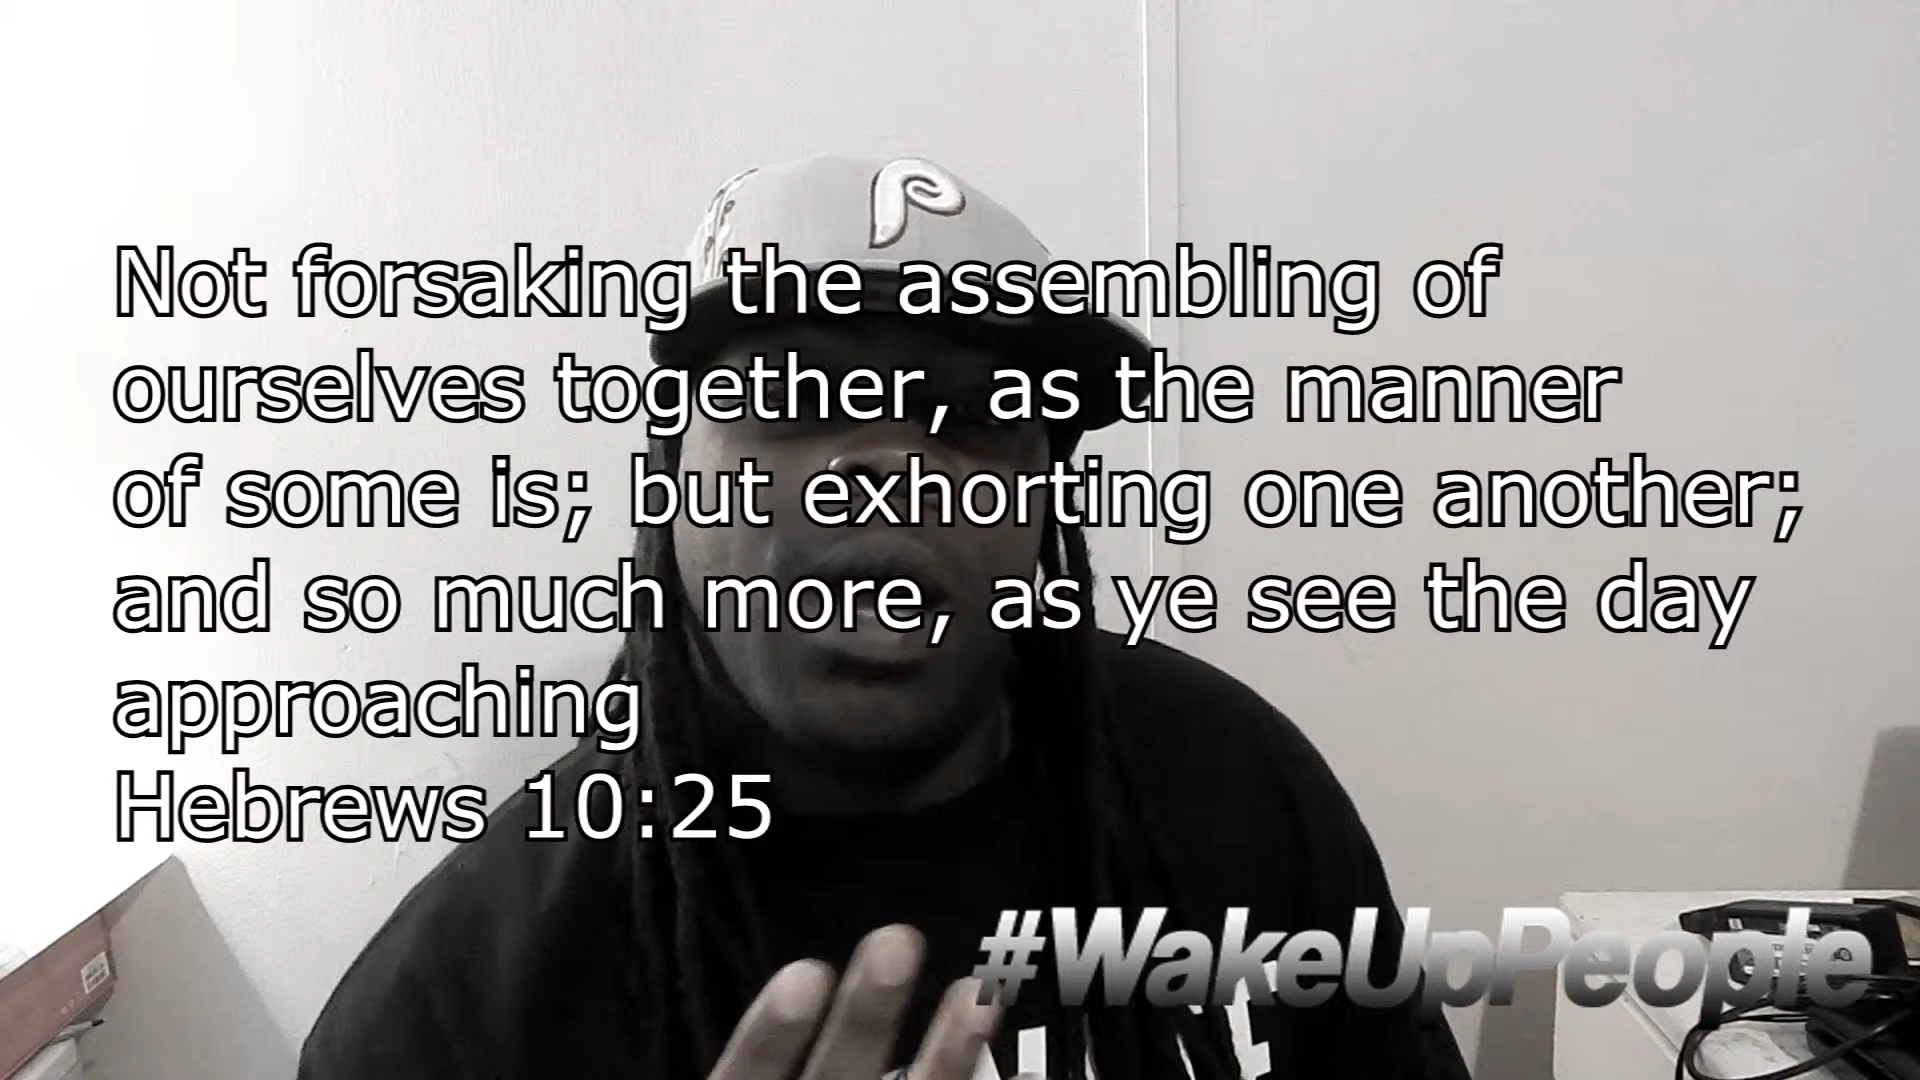 P
Not forsaking the assembling of
ourselves together, as the manner
of some is; but exhorting one another;
and so much more, as ye see the day
approaching
Hebrews 10:25
#WakeUpPeople